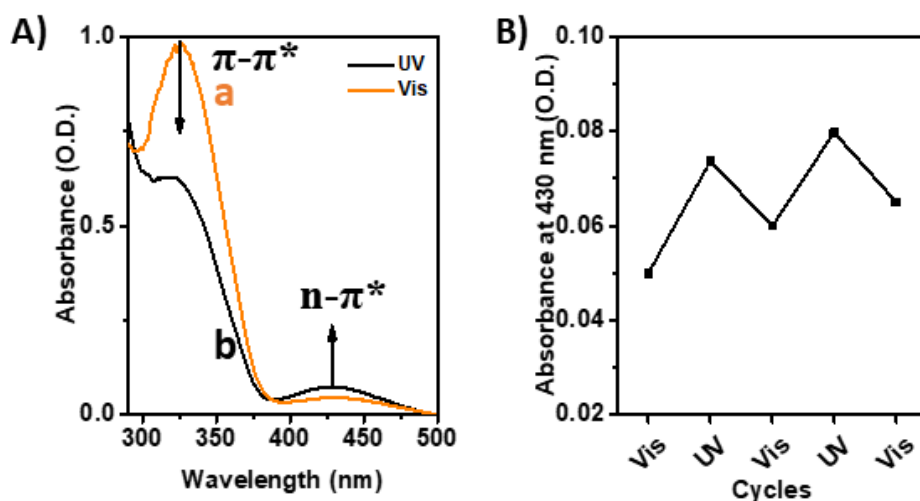 A)
π-π*
a
UV
Vis
n-π*
b
Absorbance (O.D.)
1.0
0.5
0.0
300 350 400 450 500
Wavelength (nm)
B)
Absorbance at 430 nm (O.D.)
0.10
0.08
0.06
0.04
0.02
Vis UV Vis UV Vis
Cycles